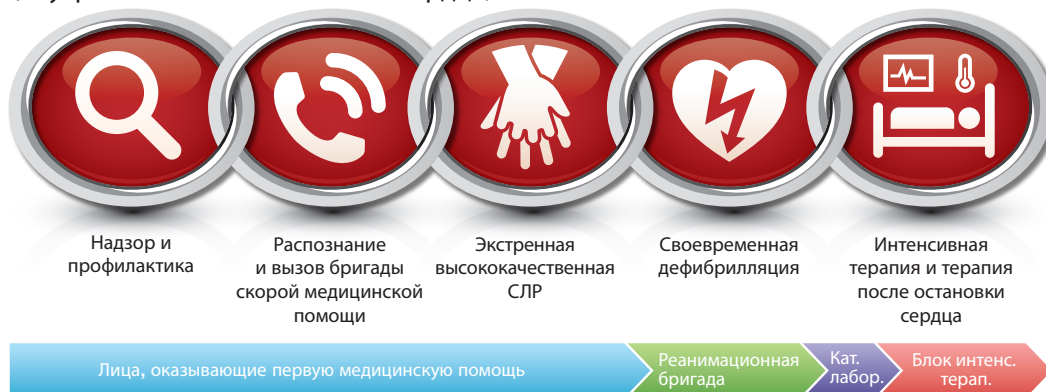 Надзор и
профилактика
Распознание
и вызов бригады
скорой медицинской
помощи
Экстренная
высококачественная
СЛР
Своевременная
дефибрилляция
Интенсивная
терапия и терапия
после остановки
сердца
Лица, оказывающие первую медицинскую помощь
Реанимационная
бригада
Кат.
лабор.
Блок интенс.
терап.